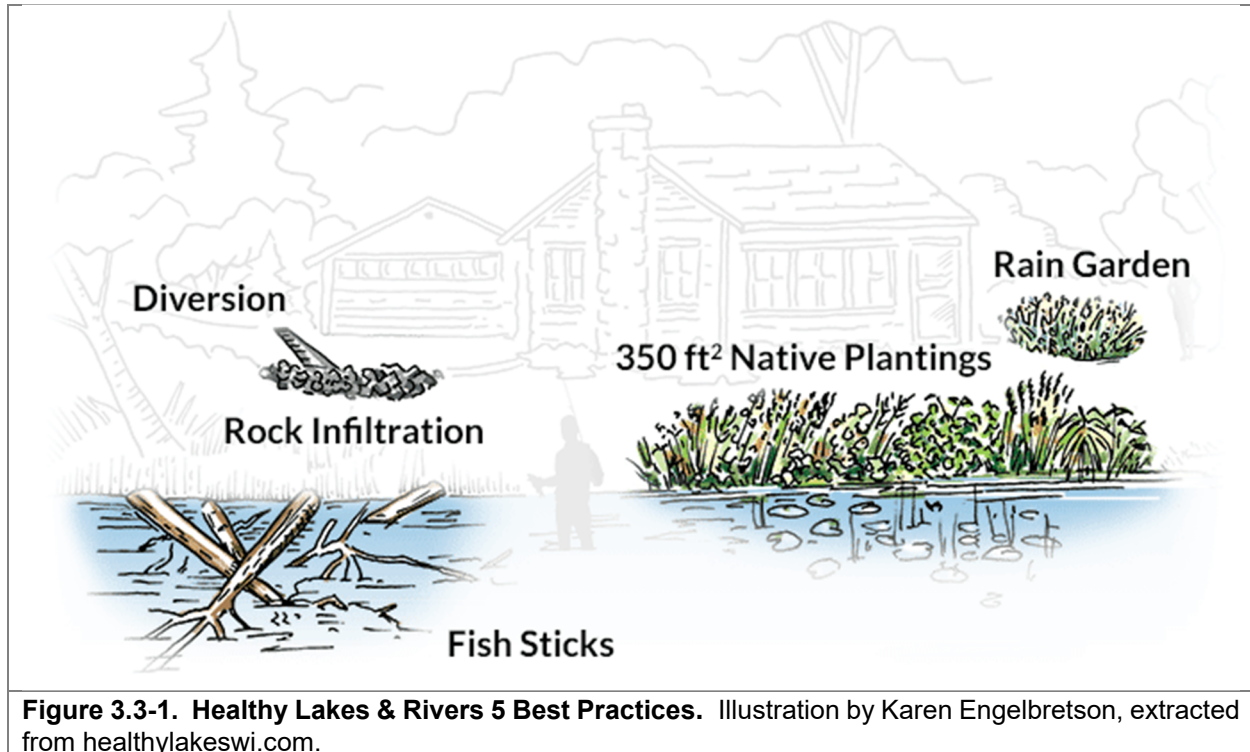 Rain Garden
Diversion
350 ft² Native Plantings
Rock Infiltration
Fish Sticks
Figure 3.3-1. Healthy Lakes & Rivers 5 Best Practices. Illustration by Karen Engelbretson, extracted
from healthylakeswi.com.